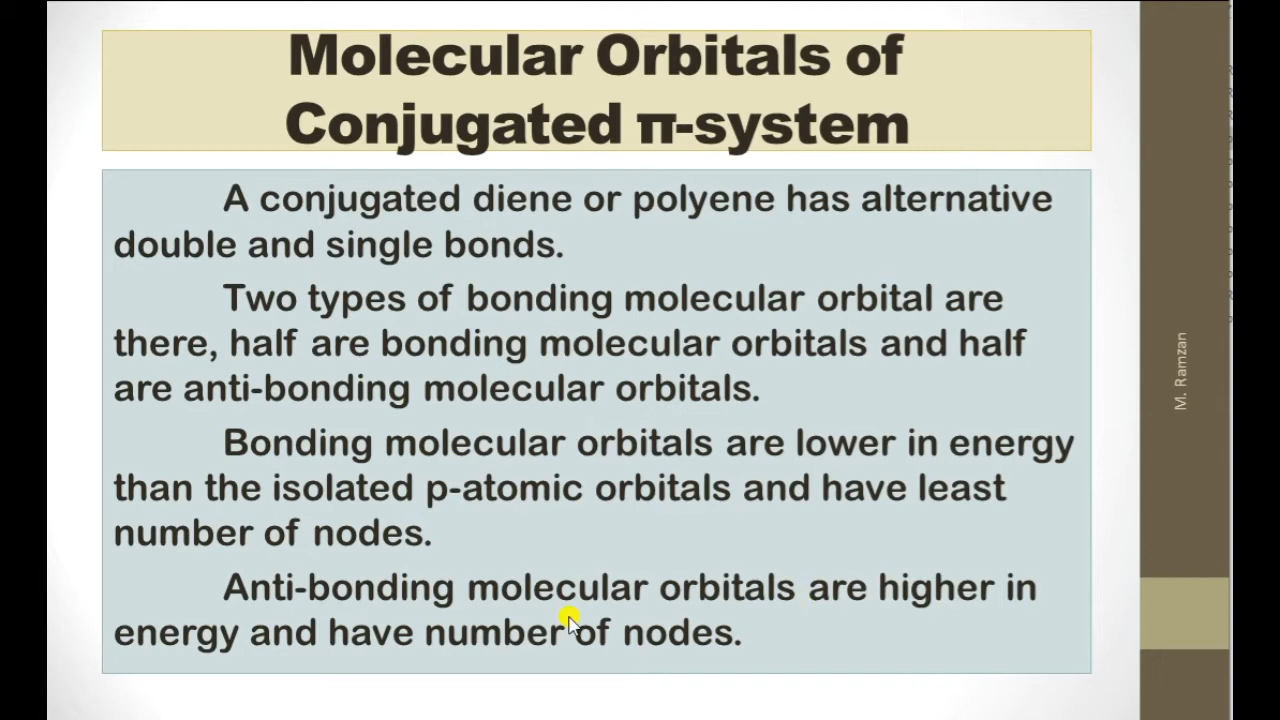 Molecular Orbitals of
Conjugated π-system
A conjugated diene or polyene has alternative
double and single bonds.
Two types of bonding molecular orbital are
there, half are bonding molecular orbitals and half
are anti-bonding molecular orbitals.
Bonding molecular orbitals are lower in energy
than the isolated p-atomic orbitals and have least
number of nodes.
Anti-bonding molecular orbitals are higher in
energy and have number of nodes.
M. Ramzan